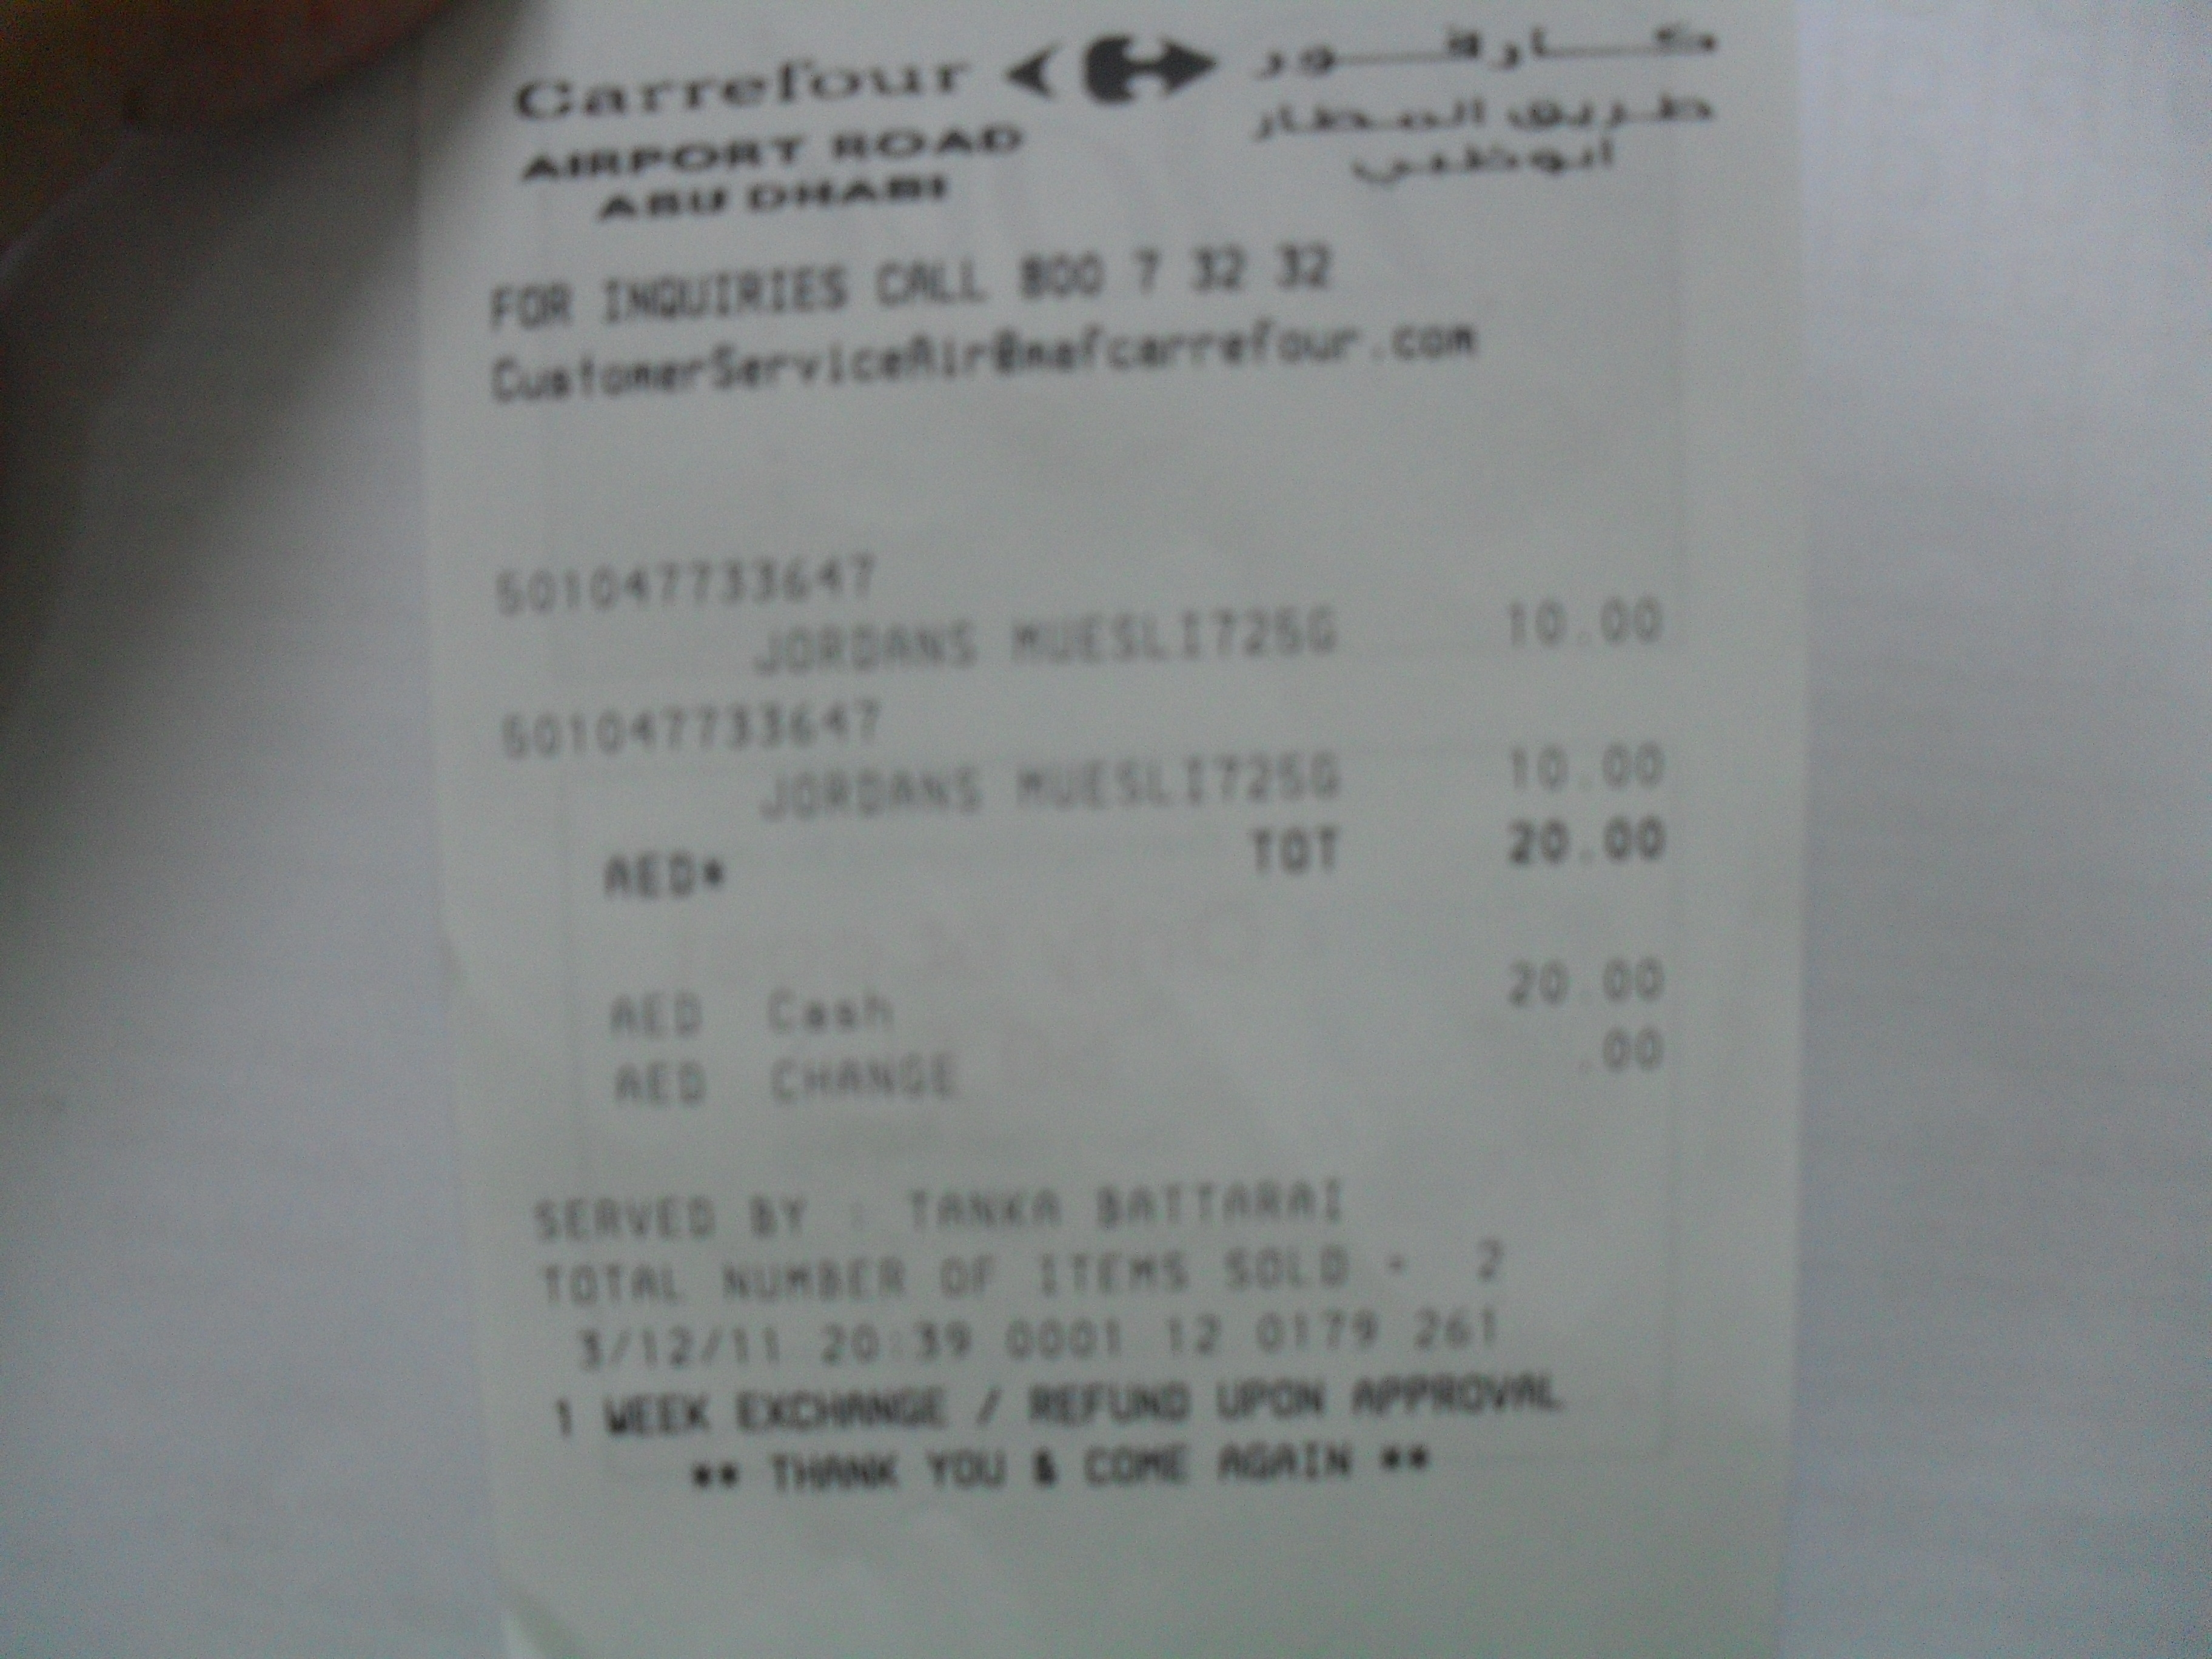 Carrefour كارفور
AIRPORT ROAD طريق المطار
ABU DHABI أبوظبي
FOR INQUIRIES CALL 800 7 32 32
CustomerServiceAir@mafcarrefour.com
501047733647
JORDANS MUESLI725G 10.00
501047733647
JORDANS MUESLI725G 10.00
AED* TOT 20.00
AED Cash 20.00
AED CHANGE .00
SERVED BY : TANKA BATTARAI
TOTAL NUMBER OF ITEMS SOLD - 2
3/12/11 20:39 0001 12 0179 261
1 WEEK EXCHANGE / REFUND UPON APPROVAL
** THANK YOU & COME AGAIN **